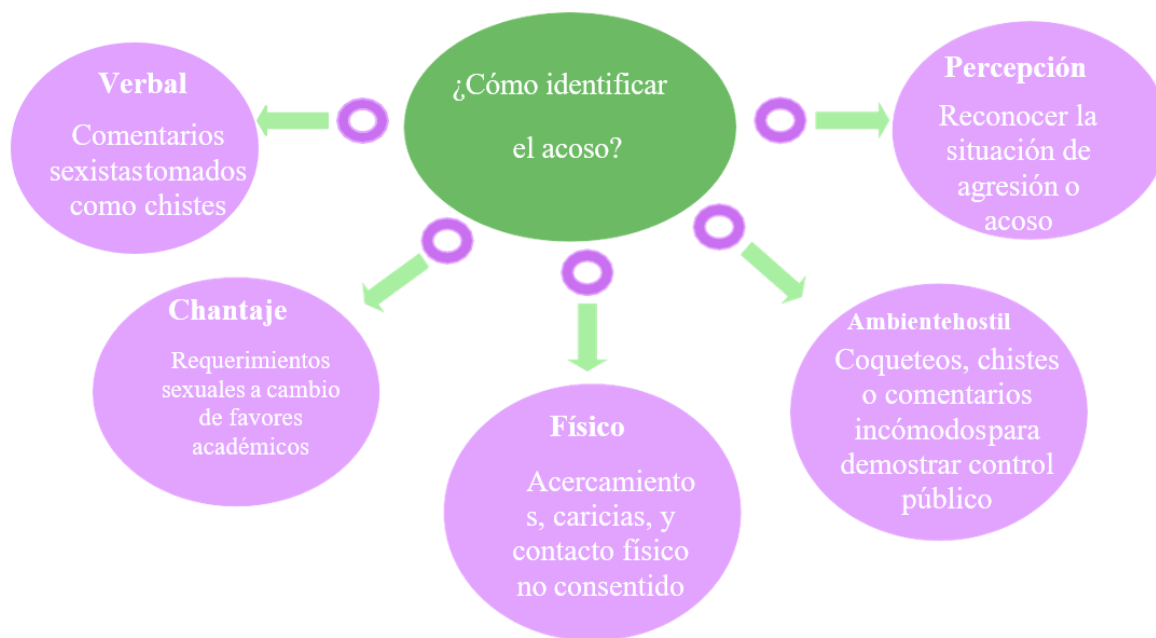 ¿Cómo identificar
el acoso?
Verbal
Comentarios
sexistastomados
como chistes
Chantaje
Requerimientos
sexuales a cambio
de favores
académicos
Físico
Acercamiento
s, caricias, y
contacto físico
no consentido
Ambientehostil
Coqueteos, chistes
o comentarios
incómodospara
demostrar control
público
Percepción
Reconocer la
situación de
agresión o
acoso